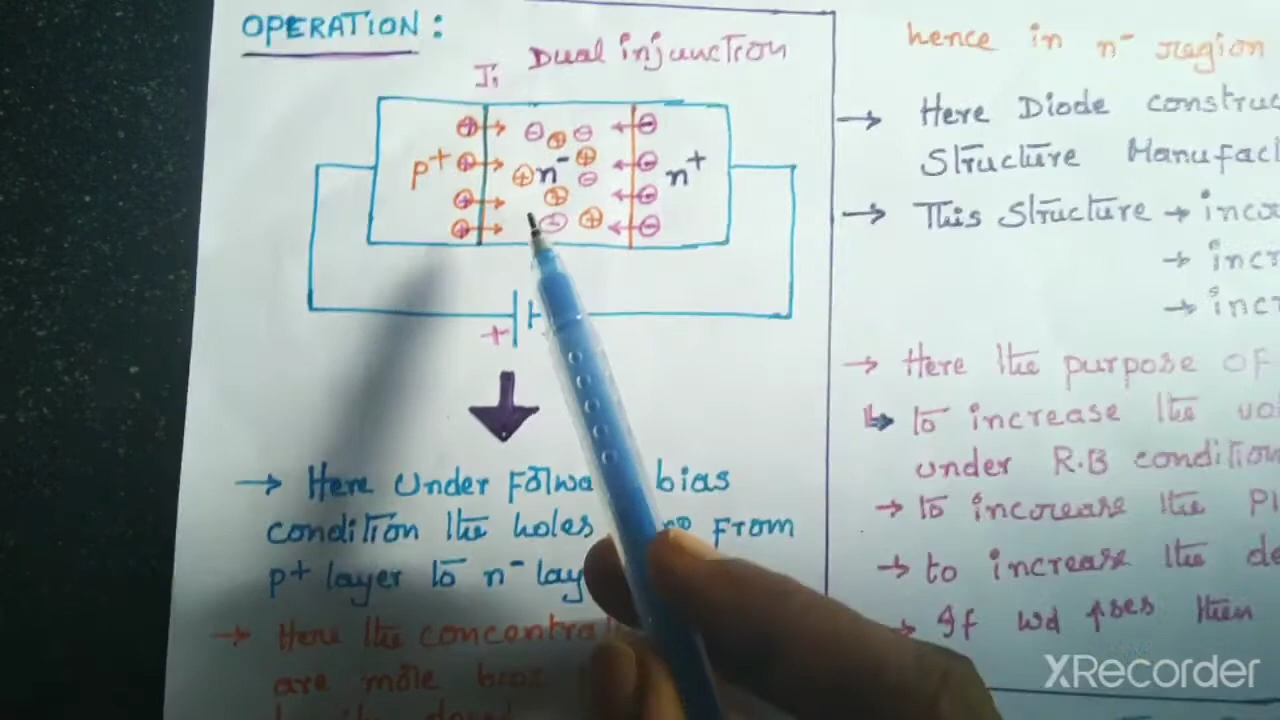 OPERATION :
Dual injunction
J₁
p+ n- n+
+
→ Here Under Forwa bias
condition the holes from
p+ layer to n- lay
→ Here the concentra
are more
hence in n- region
→ Here Diode construc
Structure Manufac
→ This Structure → incr
→ incr
→ incr
→ Here the purpose of
↳ to increase the vo
under R.B condition
→ to increase the P
→ to increase the de
→ If Wd ↑ses then
XRecorder